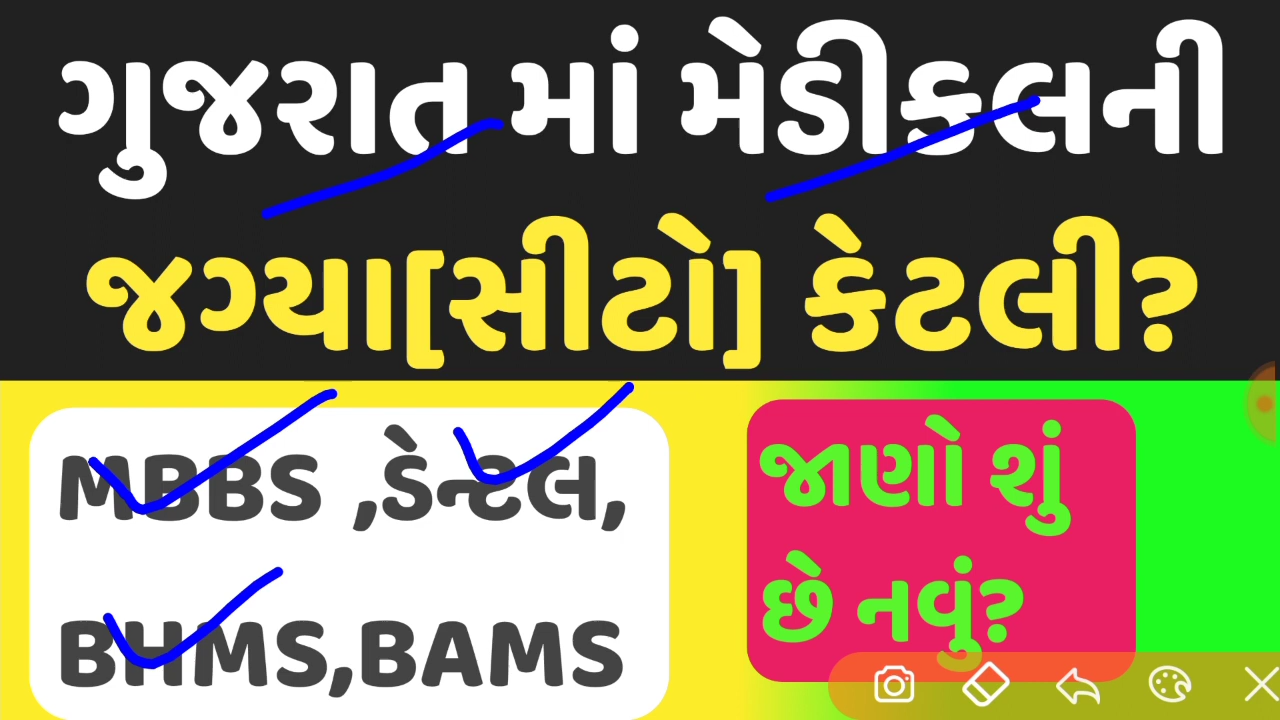 ગુજરાત માં મેડીકલની
જગ્યા[સીટો] કેટલી?
MBBS ,ડેન્ટલ,
BHMS,BAMS
જાણો શું
છે નવું?